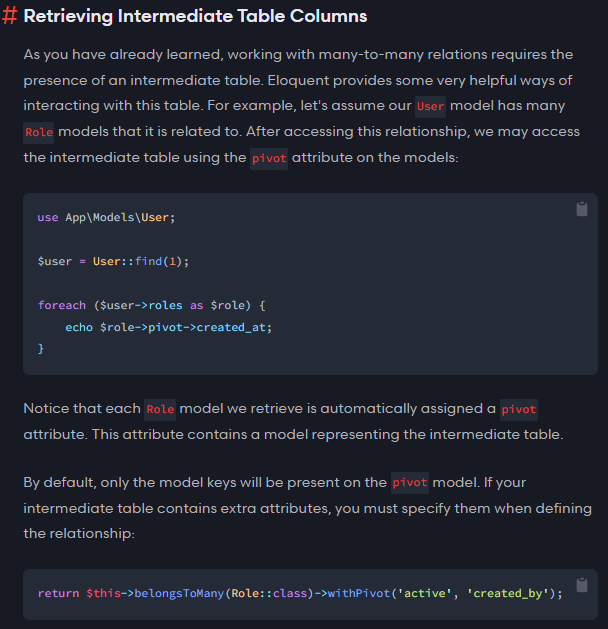 # Retrieving Intermediate Table Columns
As you have already learned, working with many-to-many relations requires the
presence of an intermediate table. Eloquent provides some very helpful ways of
interacting with this table. For example, let's assume our User model has many
Role models that it is related to. After accessing this relationship, we may access
the intermediate table using the pivot attribute on the models:
use App\Models\User;
$user = User::find(1);
foreach ($user->roles as $role) {
    echo $role->pivot->created_at;
}
Notice that each Role model we retrieve is automatically assigned a pivot
attribute. This attribute contains a model representing the intermediate table.
By default, only the model keys will be present on the pivot model. If your
intermediate table contains extra attributes, you must specify them when defining
the relationship:
return $this->belongsToMany(Role::class)->withPivot('active', 'created_by');